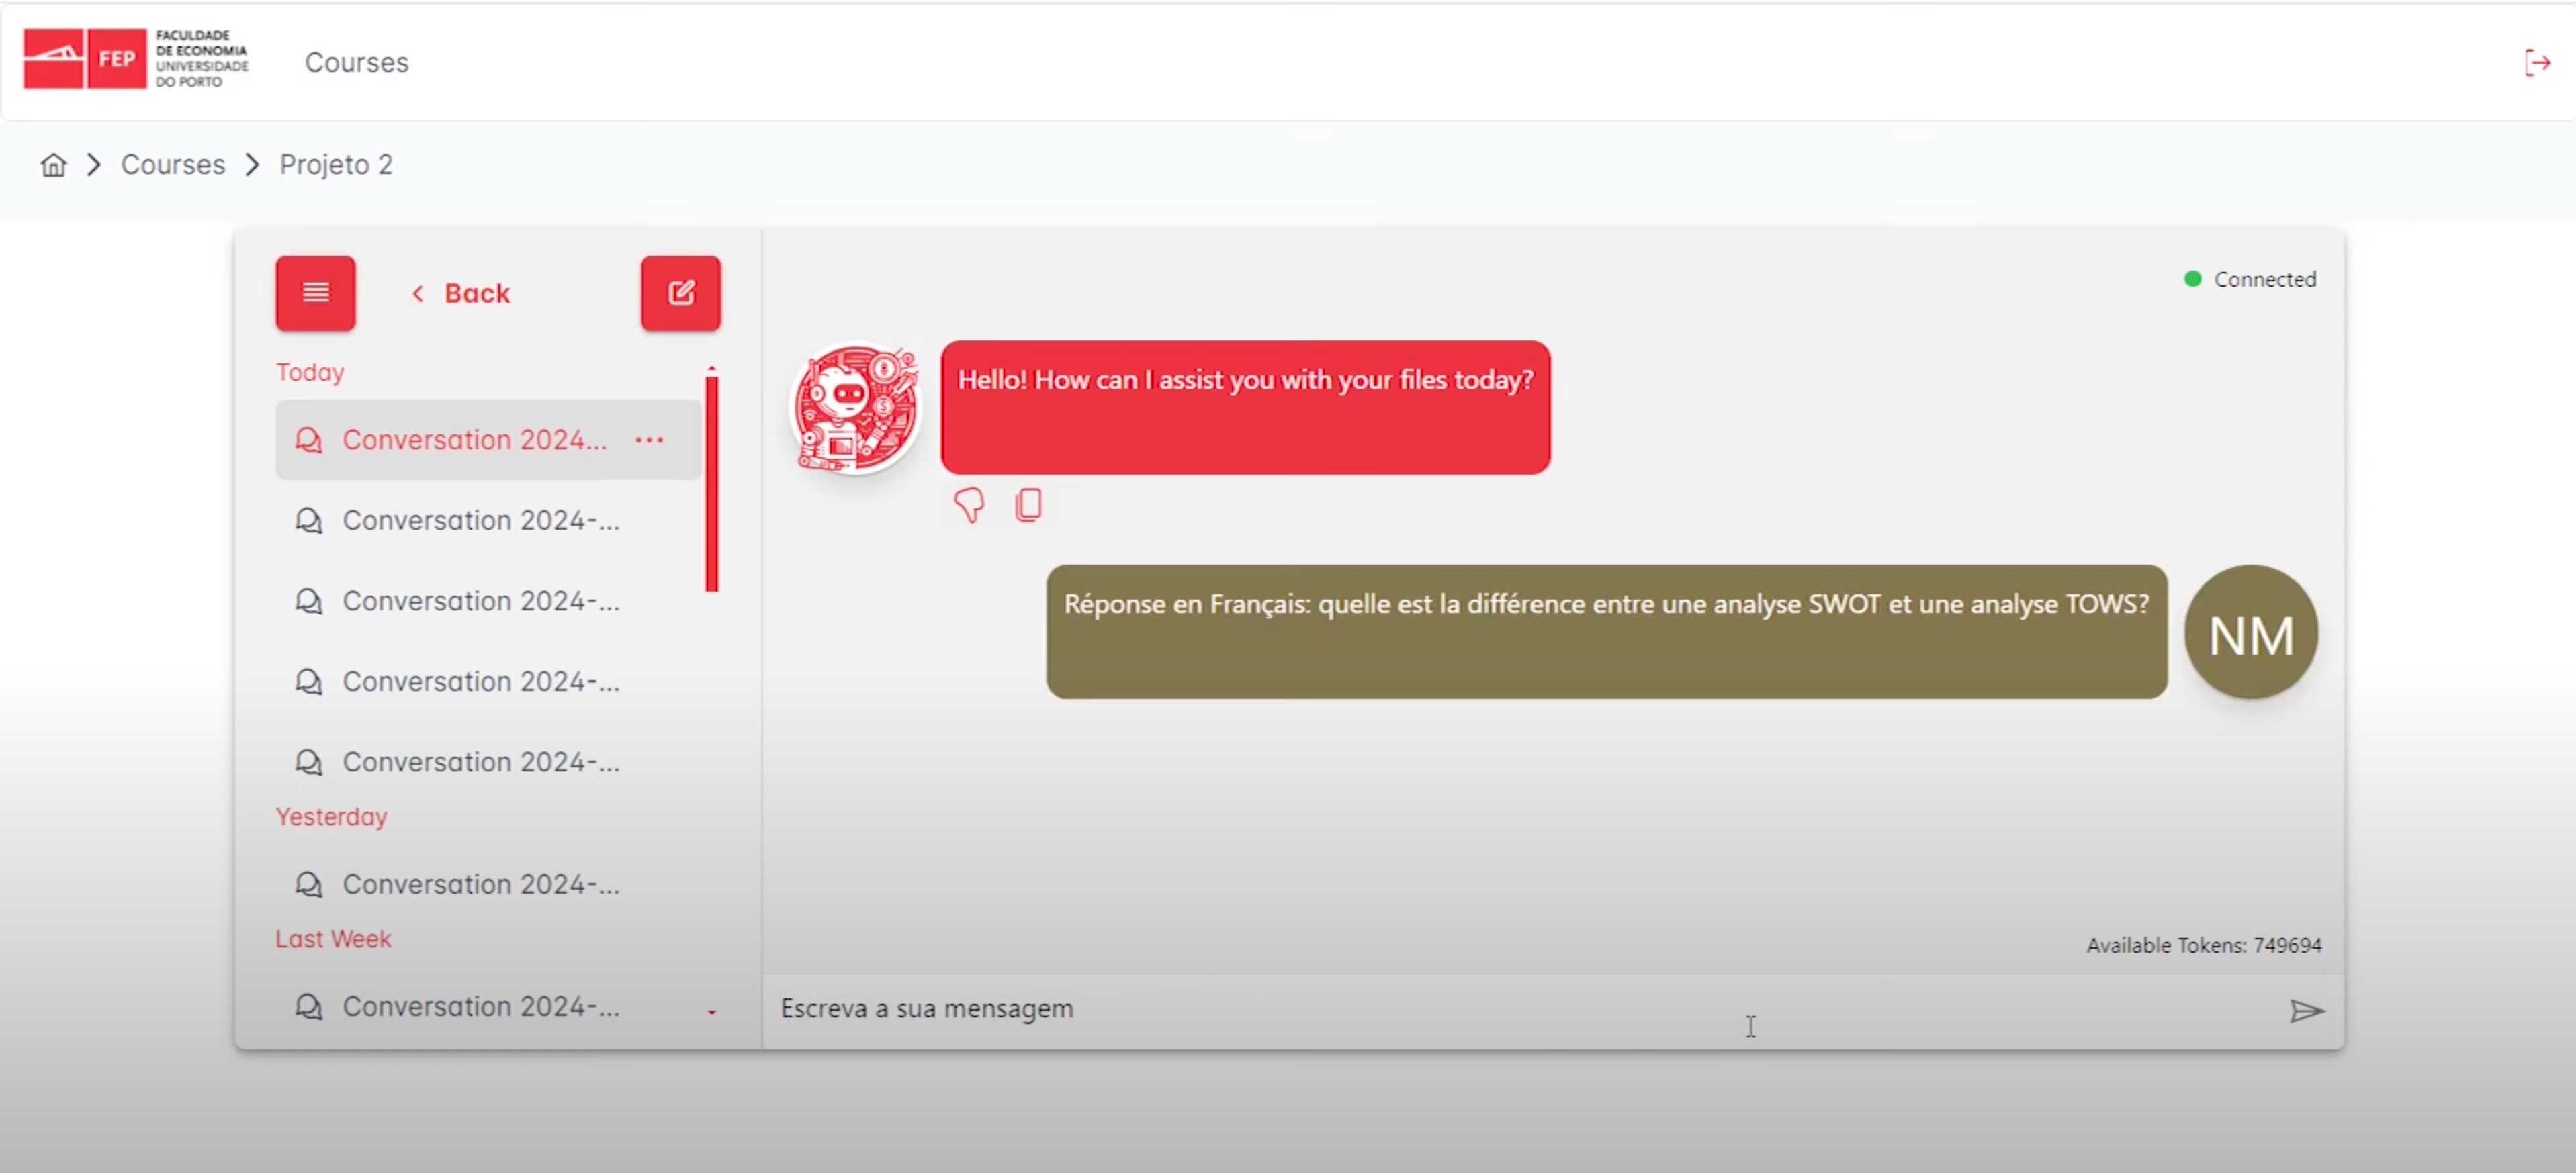 FEP
FACULDADE
DE ECONOMIA
UNIVERSIDADE
DO PORTO
Courses
Courses
Projeto 2
Back
Today
Conversation 2024...
Conversation 2024-...
Conversation 2024-...
Conversation 2024-...
Conversation 2024-...
Yesterday
Conversation 2024-...
Last Week
Conversation 2024-...
Connected
Hello! How can I assist you with your files today?
Réponse en Français: quelle est la différence entre une analyse SWOT et une analyse TOWS?
NM
Available Tokens: 749694
Escreva a sua mensagem